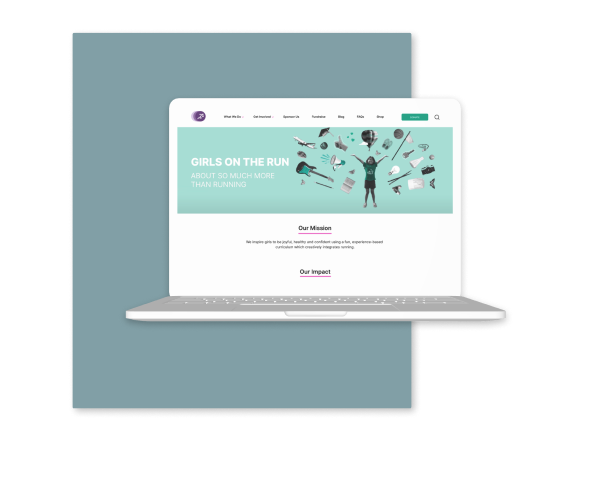 What We Do
Get Involved
Sponsor Us
Fundraise
Blog
FAQs
Shop
GIRLS ON THE RUN
ABOUT SO MUCH MORE
THAN RUNNING
Our Mission
We inspire girls to be joyful, healthy and confident using a fun, experience-based
curriculum which creatively integrates running.
Our Impact